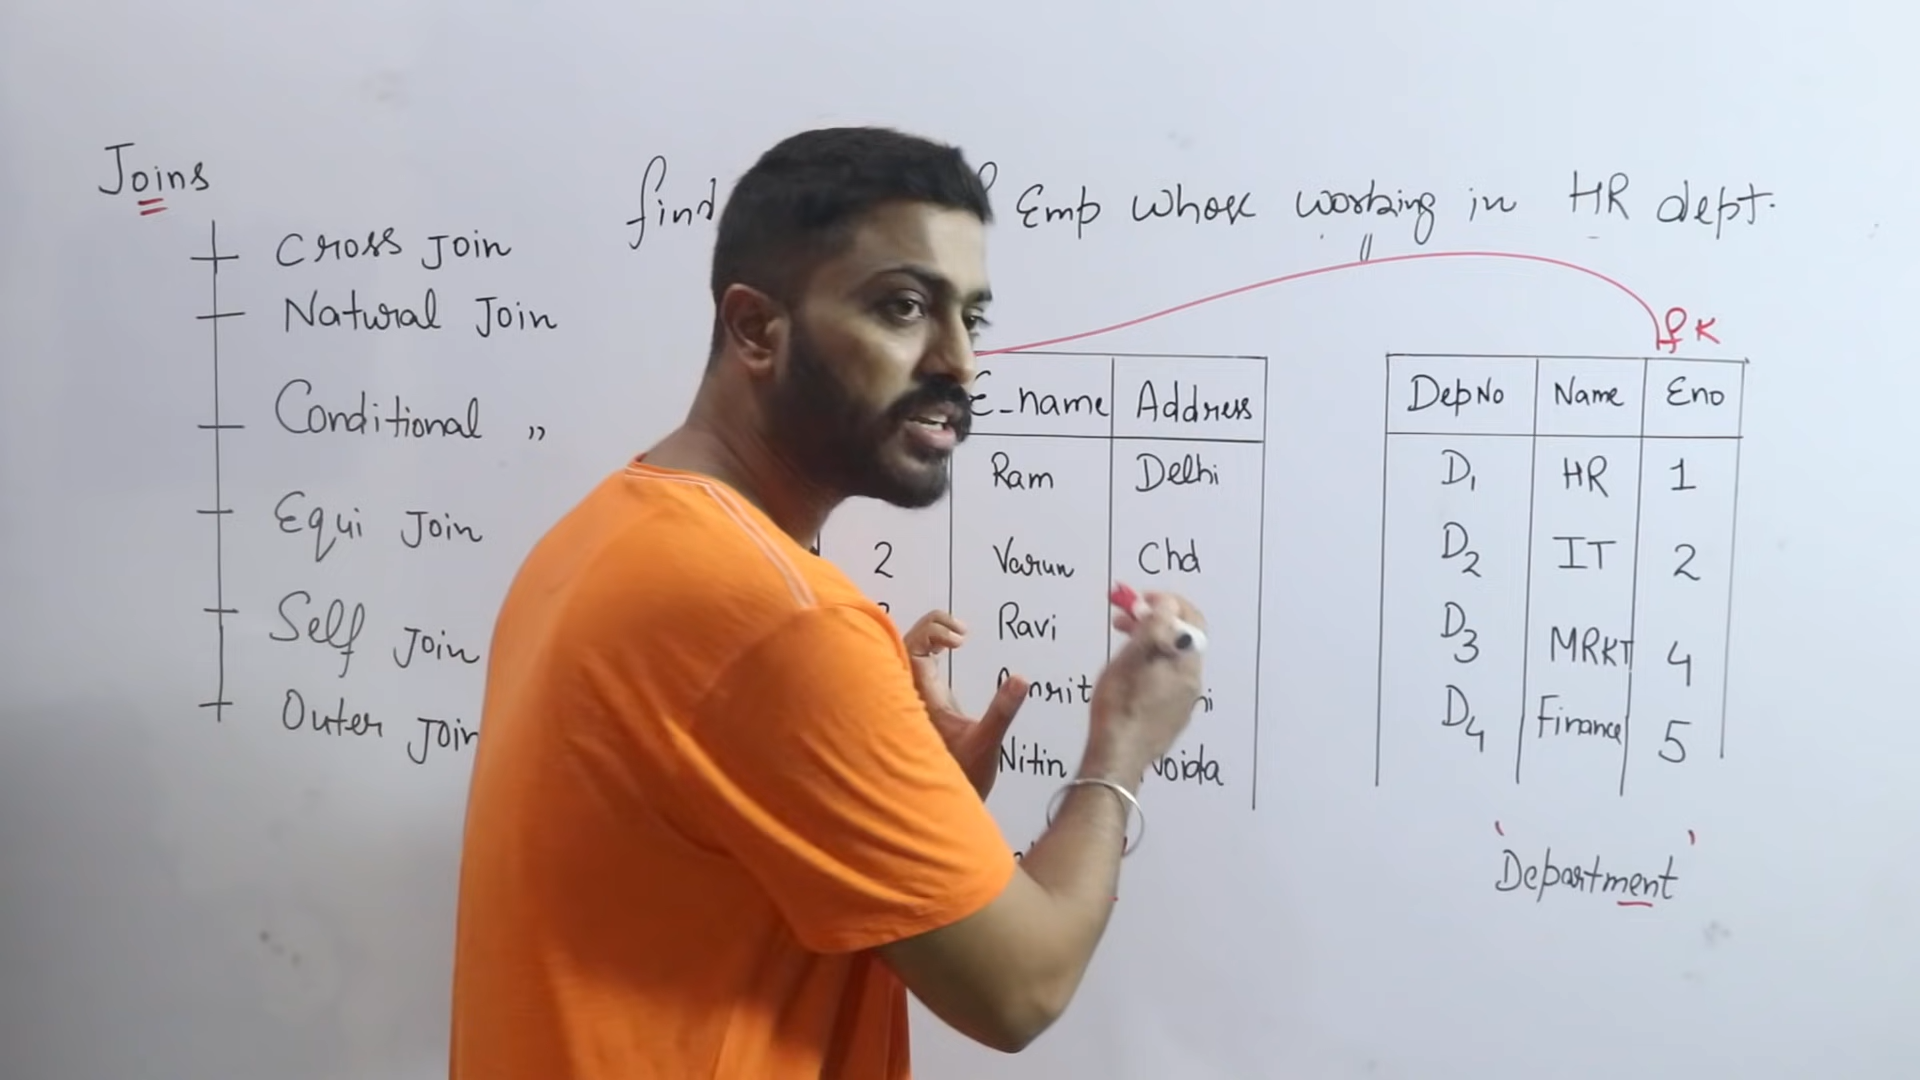 Joins
Cross Join
Natural Join
Conditional "
Equi Join
Self Join
Outer Join
find Emp whose working in HR dept.
fK
E-name Address
Ram Delhi
2 Varun Chd
Ravi
Amrit
Nitin Noida
DepNo Name Eno
D1 HR 1
D2 IT 2
D3 MRKT 4
D4 Finance 5
'Department'